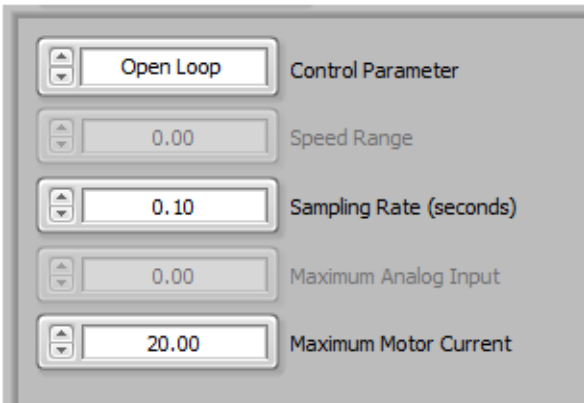 Open Loop Control Parameter
0.00 Speed Range
0.10 Sampling Rate (seconds)
0.00 Maximum Analog Input
20.00 Maximum Motor Current